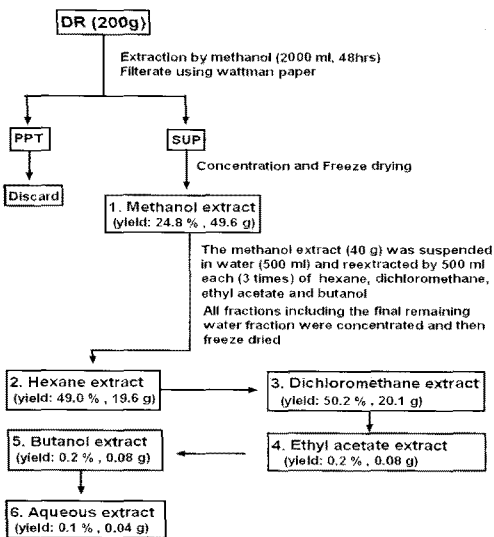 DR (200g)
Extraction by methanol (2000 ml, 48hrs)
Filterate using wattman paper
PPT
SUP
Concentration and Freeze drying
Discard
1. Methanol extract
(yield: 24.8 % , 49.6 g)
The methanol extract (40 g) was suspended
in water (500 ml) and reextracted by 500 ml
each (3 times) of hexane, dichloromethane,
ethyl acetate and butanol
All fractions including the final remaining
water fraction were concentrated and then
freeze dried
2. Hexane extract
(yield: 49.0 % , 19.6 g)
3. Dichloromethane extract
(yield: 50.2 % , 20.1 g)
5. Butanol extract
(yield: 0.2 % , 0.08 g)
4. Ethyl acetate extract
(yield: 0.2 % , 0.08 g)
6. Aqueous extract
(yield: 0.1 % , 0.04 g)